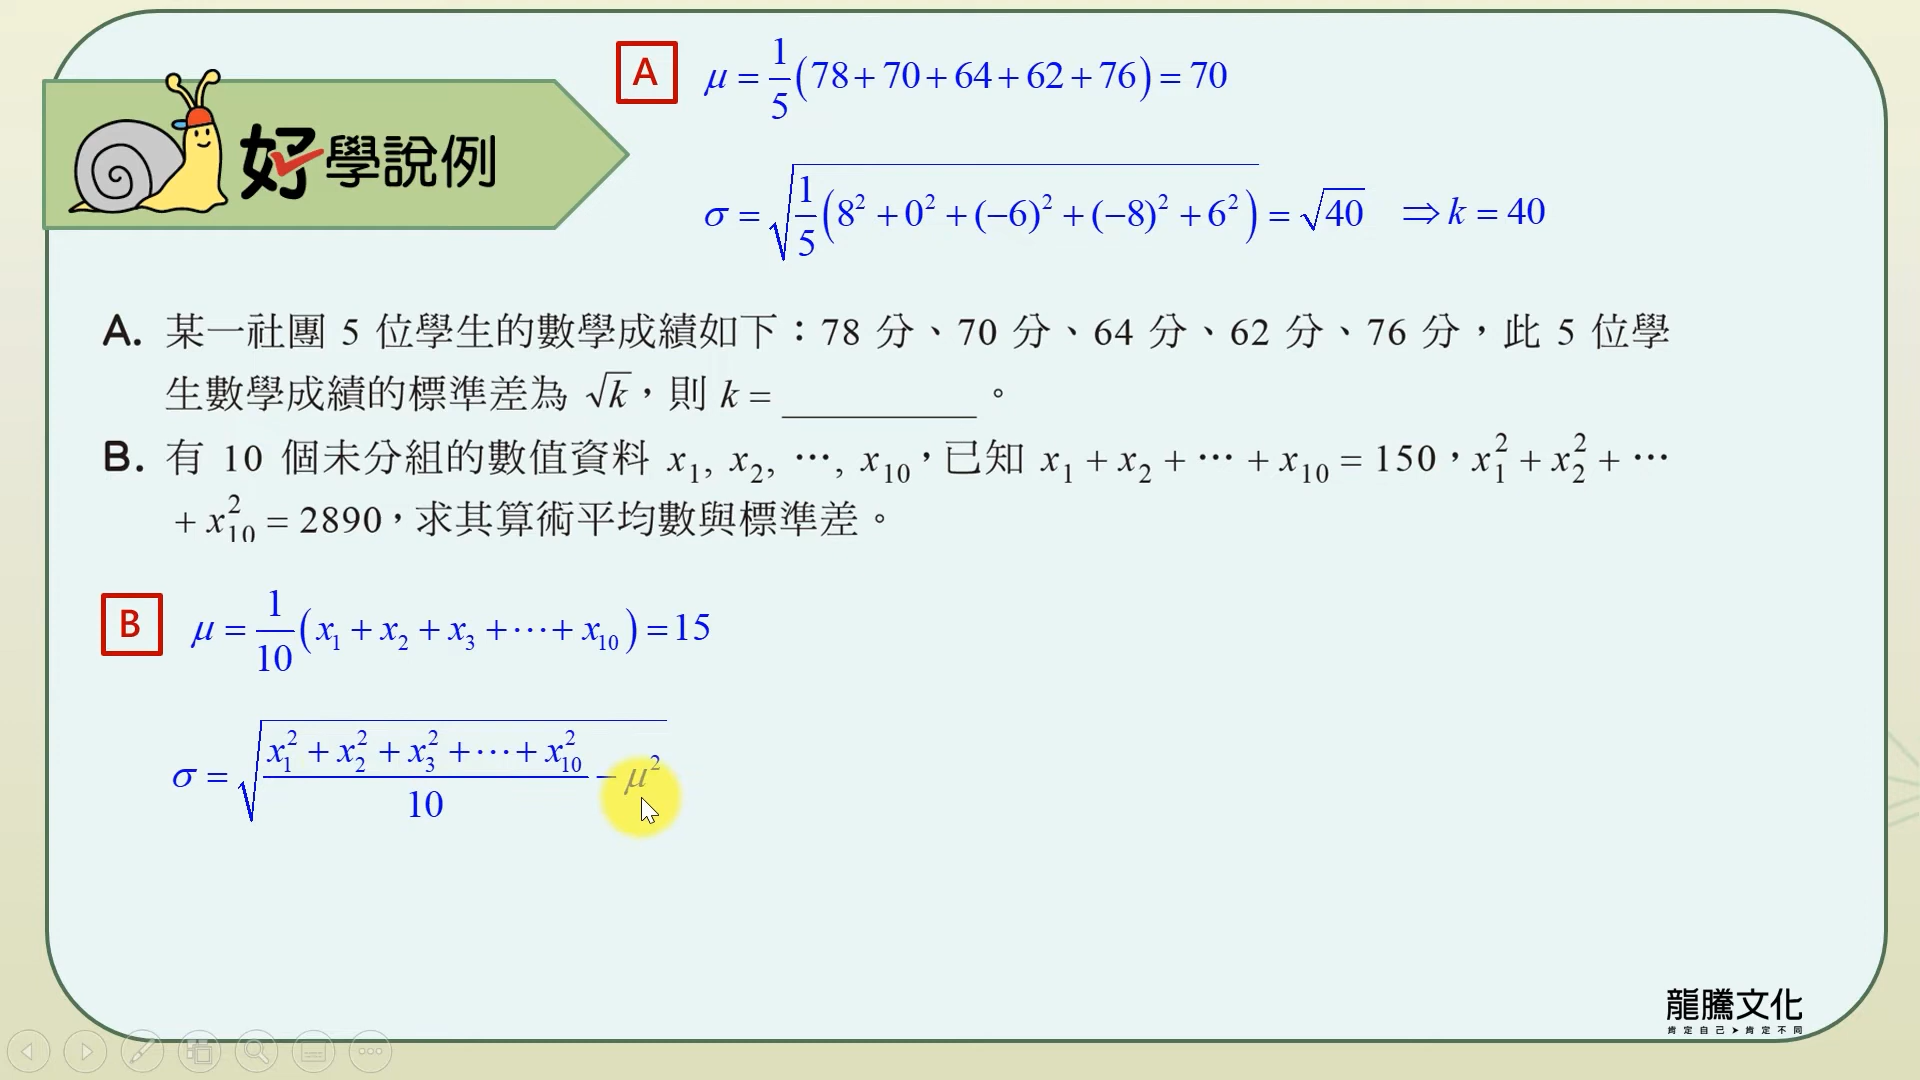 A μ = 1/5 (78 + 70 + 64 + 62 + 76) = 70
σ = √(1/5 (8² + 0² + (−6)² + (−8)² + 6²)) = √40 ⇒ k = 40
好學說例
A. 某一社團 5 位學生的數學成績如下：78 分、70 分、64 分、62 分、76 分，此 5 位學
生數學成績的標準差為 √k，則 k = ________。
B. 有 10 個未分組的數值資料 x₁, x₂, ⋯, x₁₀，已知 x₁ + x₂ + ⋯ + x₁₀ = 150，x₁² + x₂² + ⋯
+ x₁₀² = 2890，求其算術平均數與標準差。
B μ = 1/10 (x₁ + x₂ + x₃ + ⋯ + x₁₀) = 15
σ = √((x₁² + x₂² + x₃² + ⋯ + x₁₀²)/10 − μ²)
龍騰文化
肯定自己➤肯定不同